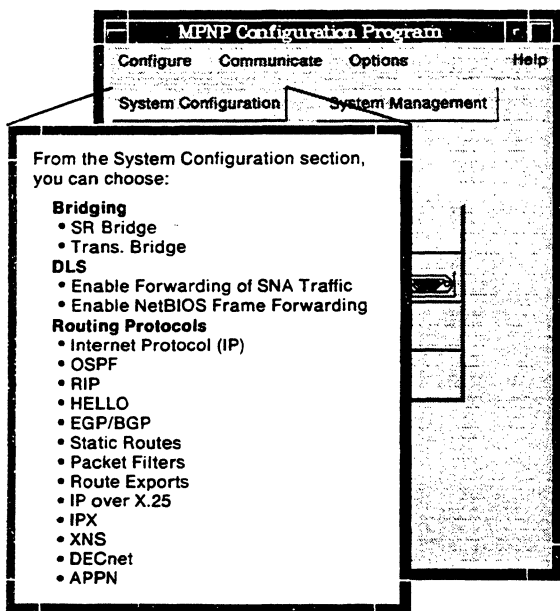 MPNP Configuration Program
Configure Communicate Options Help
System Configuration System Management
From the System Configuration section,
you can choose:
Bridging
• SR Bridge
• Trans. Bridge
DLS
• Enable Forwarding of SNA Traffic
• Enable NetBIOS Frame Forwarding
Routing Protocols
• Internet Protocol (IP)
• OSPF
• RIP
• HELLO
• EGP/BGP
• Static Routes
• Packet Filters
• Route Exports
• IP over X.25
• IPX
• XNS
• DECnet
• APPN